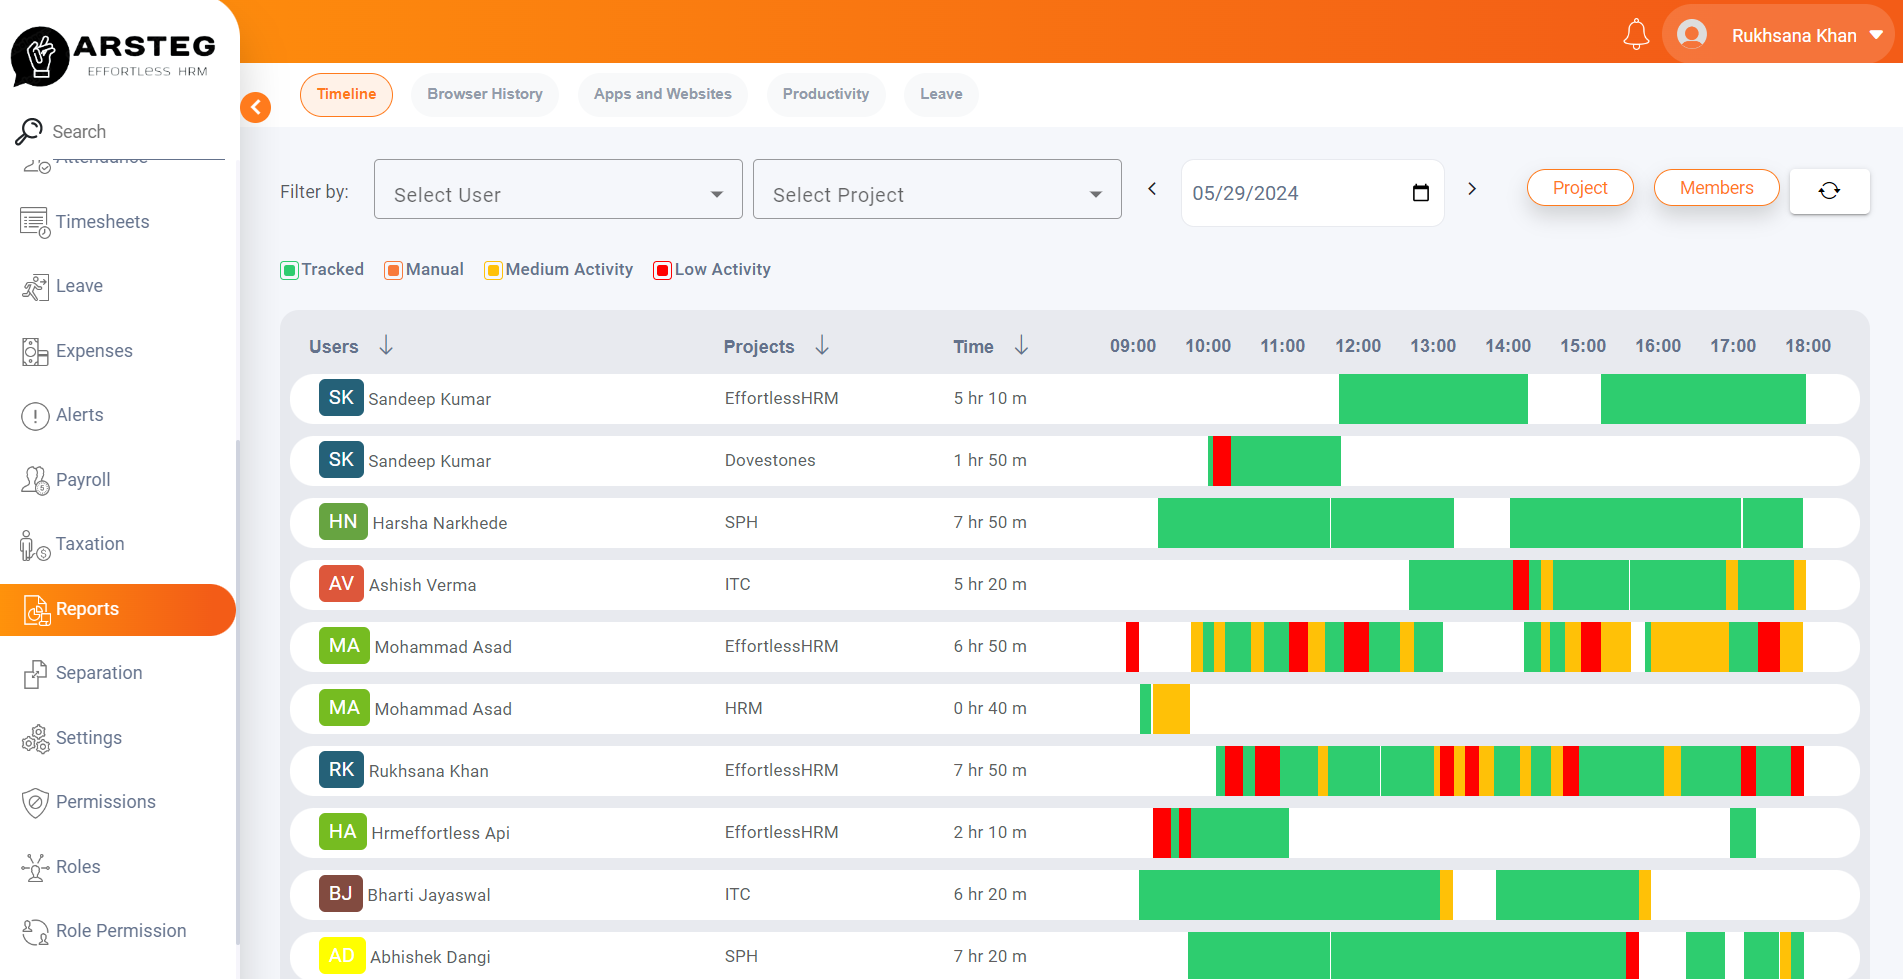 ARSTEG
EFFORTLESS HRM
Rukhsana Khan
Timeline
Browser History
Apps and Websites
Productivity
Leave
Search
Attendance
Timesheets
Leave
Expenses
Alerts
Payroll
Taxation
Reports
Separation
Settings
Permissions
Roles
Role Permission
Filter by:
Select User
Select Project
05/29/2024
Project
Members
Tracked
Manual
Medium Activity
Low Activity
Users Projects Time 09:00 10:00 11:00 12:00 13:00 14:00 15:00 16:00 17:00 18:00
SK Sandeep Kumar EffortlessHRM 5 hr 10 m
SK Sandeep Kumar Dovestones 1 hr 50 m
HN Harsha Narkhede SPH 7 hr 50 m
AV Ashish Verma ITC 5 hr 20 m
MA Mohammad Asad EffortlessHRM 6 hr 50 m
MA Mohammad Asad HRM 0 hr 40 m
RK Rukhsana Khan EffortlessHRM 7 hr 50 m
HA Hrmeffortless Api EffortlessHRM 2 hr 10 m
BJ Bharti Jayaswal ITC 6 hr 20 m
AD Abhishek Dangi SPH 7 hr 20 m